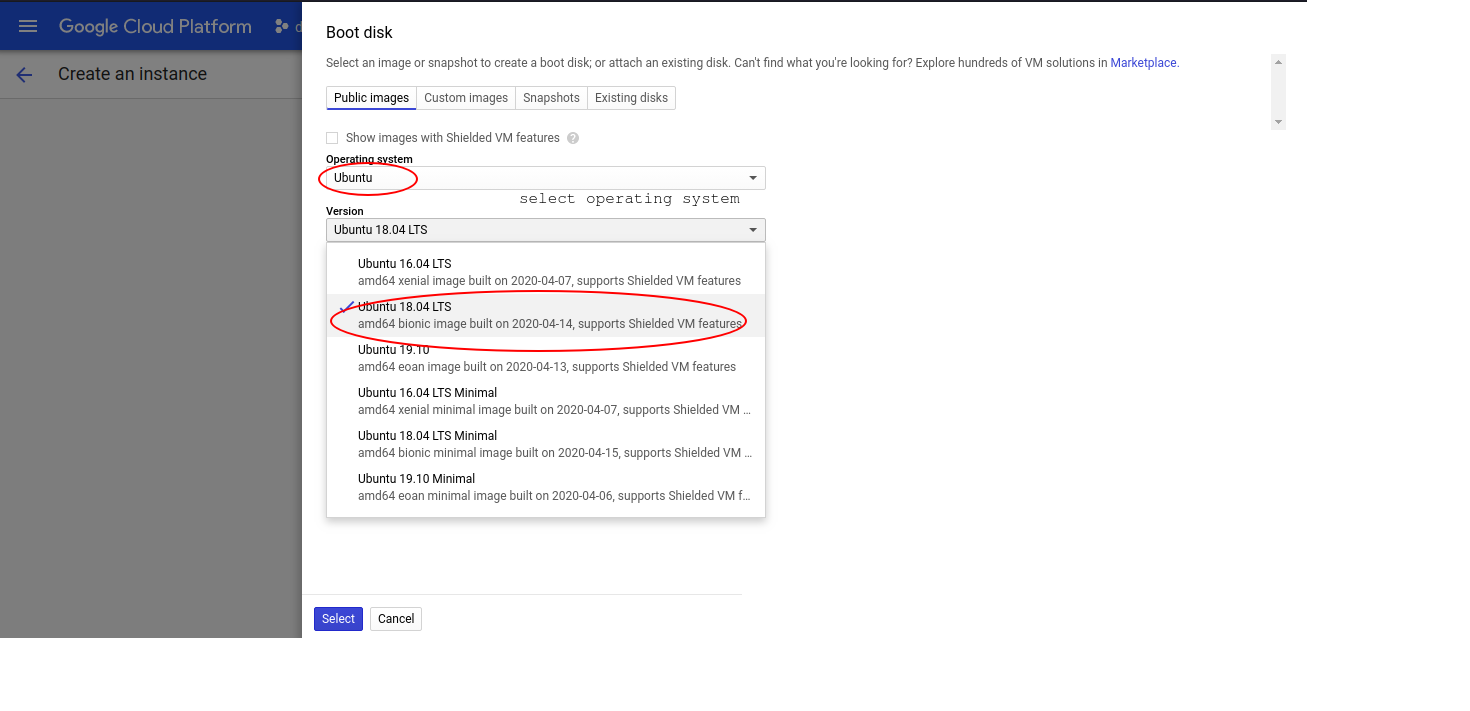 Google Cloud Platform
d
Create an instance
Boot disk
Select an image or snapshot to create a boot disk; or attach an existing disk. Can't find what you're looking for? Explore hundreds of VM solutions in Marketplace.
Public images Custom images Snapshots Existing disks
Show images with Shielded VM features ?
Operating system
Ubuntu
select operating system
Version
Ubuntu 18.04 LTS
Ubuntu 16.04 LTS
amd64 xenial image built on 2020-04-07, supports Shielded VM features
Ubuntu 18.04 LTS
amd64 bionic image built on 2020-04-14, supports Shielded VM features
Ubuntu 19.10
amd64 eoan image built on 2020-04-13, supports Shielded VM features
Ubuntu 16.04 LTS Minimal
amd64 xenial minimal image built on 2020-04-07, supports Shielded VM ...
Ubuntu 18.04 LTS Minimal
amd64 bionic minimal image built on 2020-04-15, supports Shielded VM ...
Ubuntu 19.10 Minimal
amd64 eoan minimal image built on 2020-04-06, supports Shielded VM f...
Select Cancel